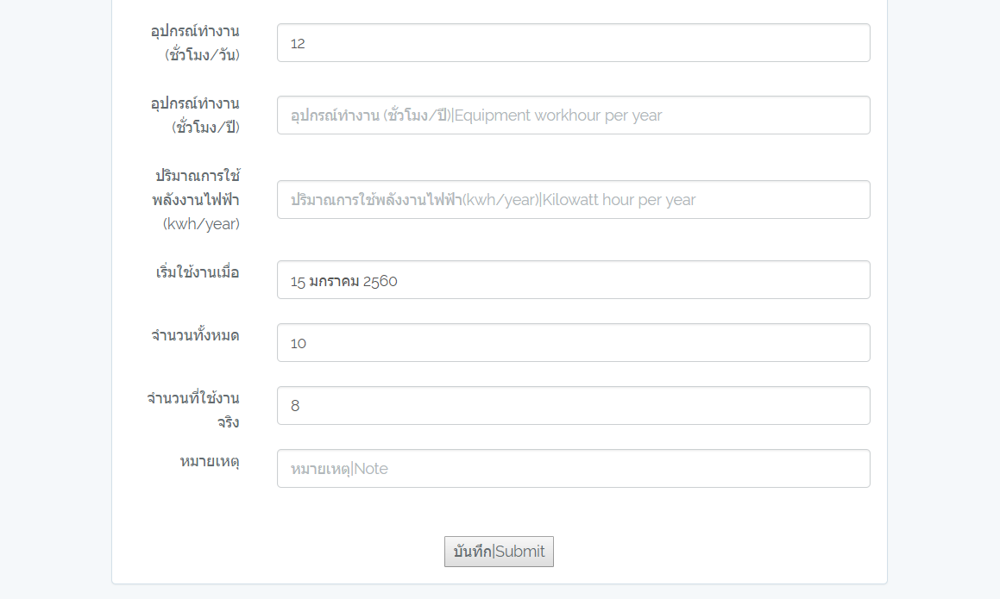 อุปกรณ์ทำงาน
(ชั่วโมง/วัน)
12
อุปกรณ์ทำงาน
(ชั่วโมง/ปี)
อุปกรณ์ทำงาน (ชั่วโมง/ปี)|Equipment workhour per year
ปริมาณการใช้
พลังงานไฟฟ้า
(kwh/year)
ปริมาณการใช้พลังงานไฟฟ้า(kwh/year)|Kilowatt hour per year
เริ่มใช้งานเมื่อ
15 มกราคม 2560
จำนวนทั้งหมด
10
จำนวนที่ใช้งาน
จริง
8
หมายเหตุ
หมายเหตุ|Note
บันทึก|Submit